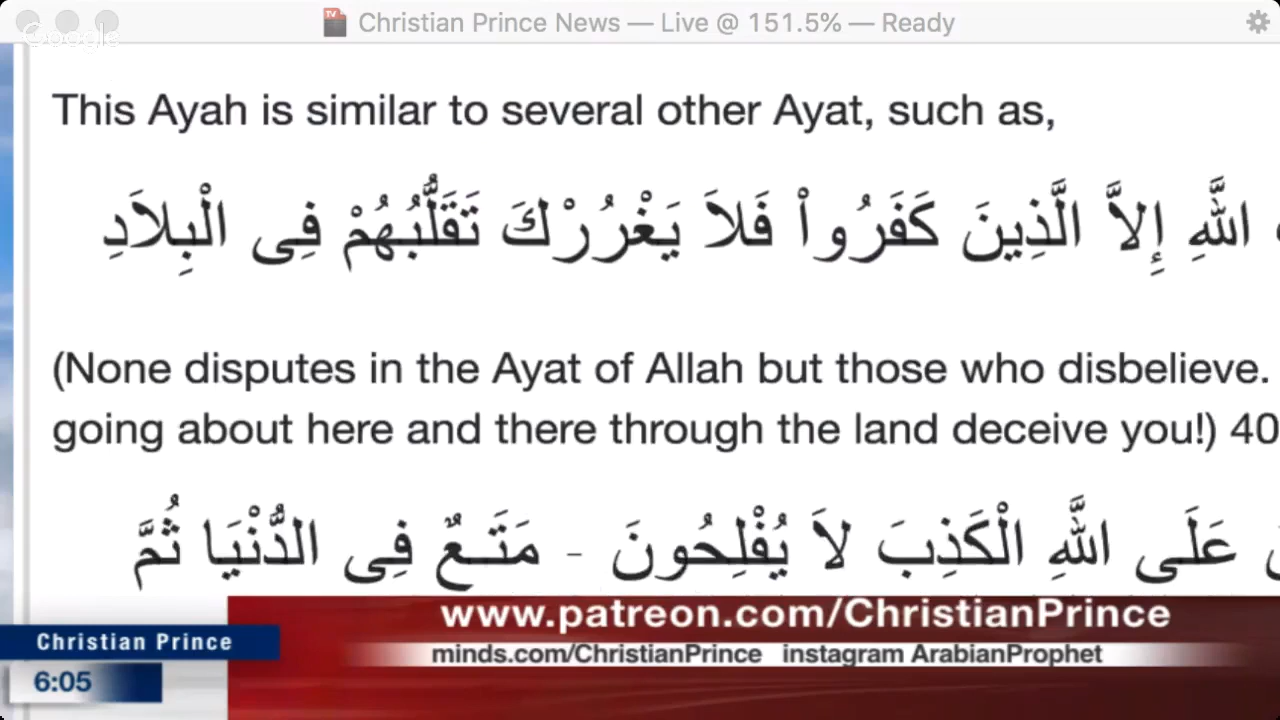 Christian Prince News — Live @ 151.5% — Ready
Google
This Ayah is similar to several other Ayat, such as,
اللَّهِ إِلاَّ الَّذِينَ كَفَرُواْ فَلاَ يَغْرُرْكَ تَقَلُّبُهُمْ فِى الْبِلاَدِ
(None disputes in the Ayat of Allah but those who disbelieve.
going about here and there through the land deceive you!) 40
عَلَى اللَّهِ الْكَذِبَ لاَ يُفْلِحُونَ - مَتَـعٌ فِى الدُّنْيَا ثُمَّ
www.patreon.com/ChristianPrince
Christian Prince
minds.com/ChristianPrince instagram ArabianProphet
6:05